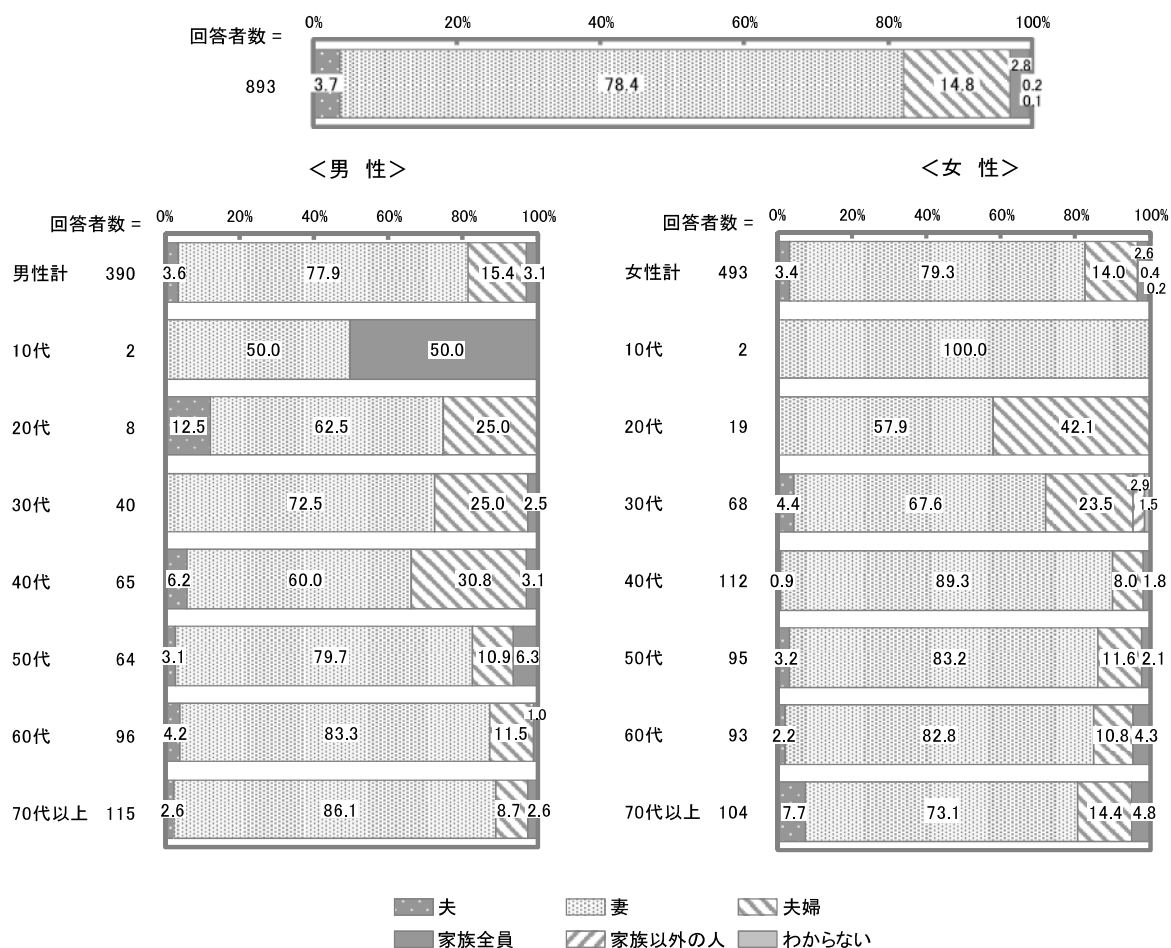 0% 20% 40% 60% 80% 100%
回答者数 =
893 3.7 78.4 14.8 2.8 0.2 0.1
＜男 性＞
回答者数 = 0% 20% 40% 60% 80% 100%
男性計 390 3.6 77.9 15.4 3.1
10代 2 50.0 50.0
20代 8 12.5 62.5 25.0
30代 40 72.5 25.0 2.5
40代 65 6.2 60.0 30.8 3.1
50代 64 3.1 79.7 10.9 6.3
60代 96 4.2 83.3 11.5 1.0
70代以上 115 2.6 86.1 8.7 2.6
＜女 性＞
回答者数 = 0% 20% 40% 60% 80% 100%
女性計 493 3.4 79.3 14.0 2.6 0.4 0.2
10代 2 100.0
20代 19 57.9 42.1
30代 68 4.4 67.6 23.5 2.9 1.5
40代 112 0.9 89.3 8.0 1.8
50代 95 3.2 83.2 11.6 2.1
60代 93 2.2 82.8 10.8 4.3
70代以上 104 7.7 73.1 14.4 4.8
夫 妻 夫婦
家族全員 家族以外の人 わからない